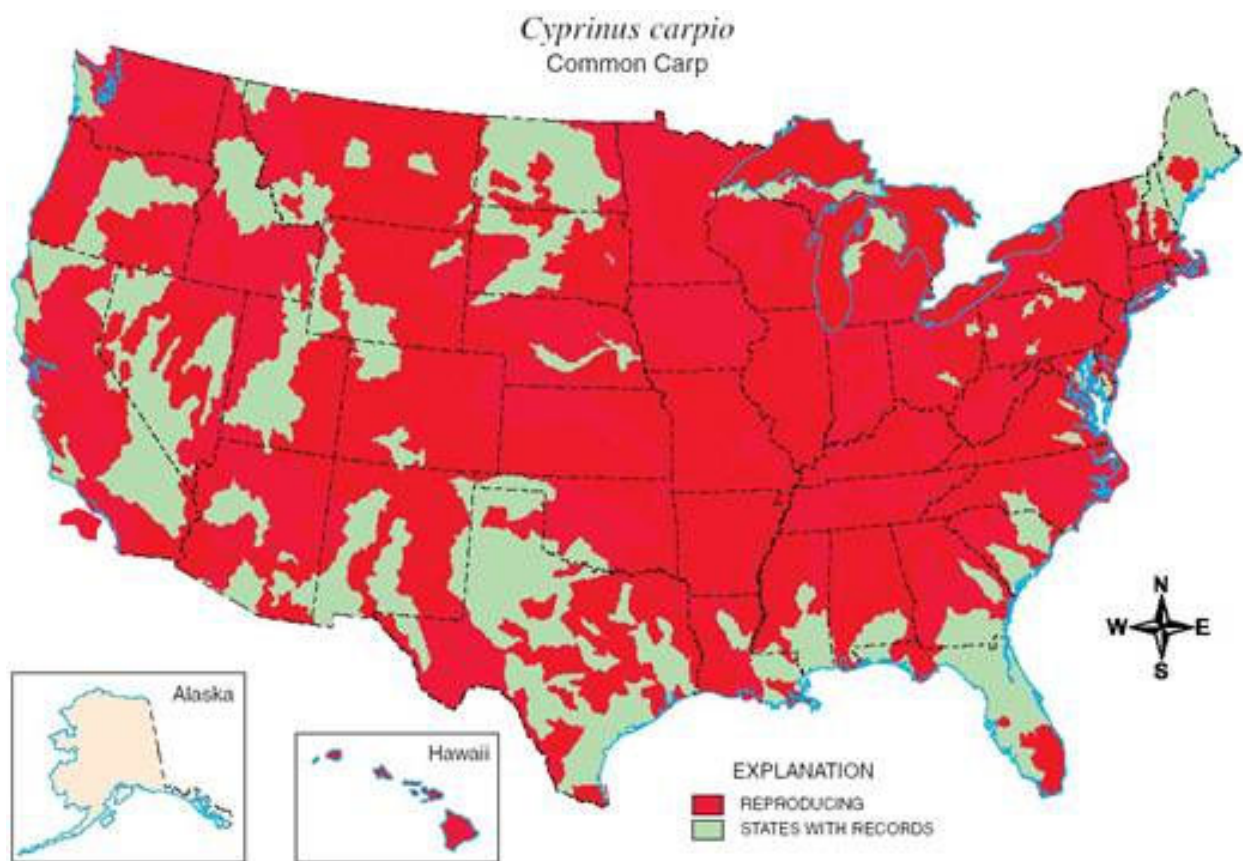 Cyprinus carpio
Common Carp
N
W E
S
Alaska
Hawaii
EXPLANATION
REPRODUCING
STATES WITH RECORDS